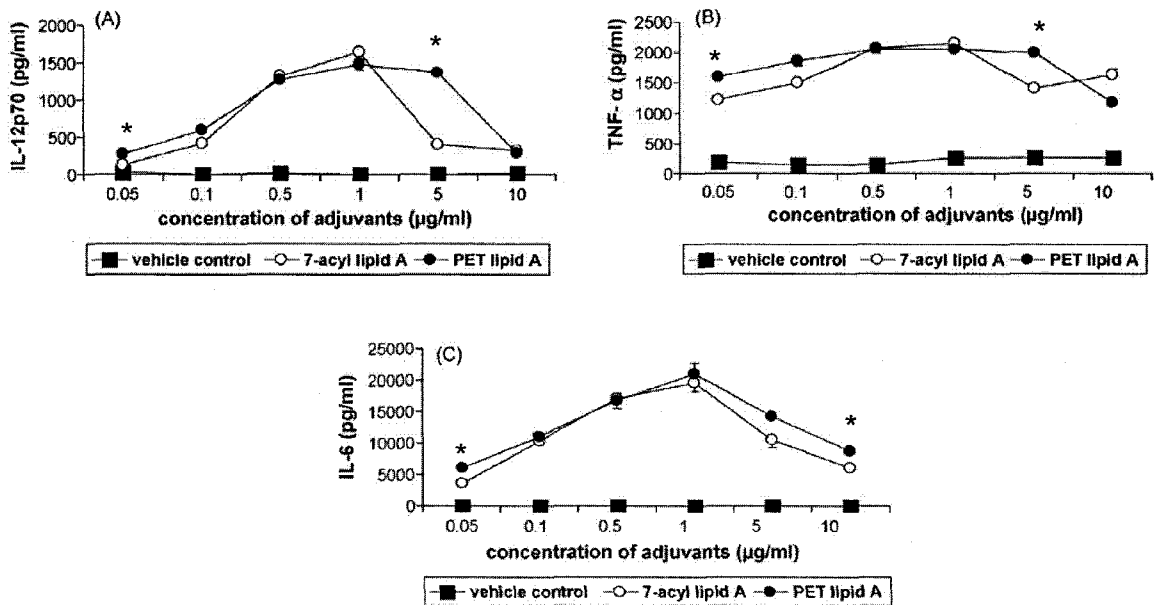 (A)
IL-12p70 (pg/ml)
2000
1500
1000
500
0
*
*
0.05 0.1 0.5 1 5 10
concentration of adjuvants (µg/ml)
vehicle control 7-acyl lipid A PET lipid A
(B)
TNF- α (pg/ml)
2500
2000
1500
1000
500
0
*
*
0.05 0.1 0.5 1 5 10
concentration of adjuvants (µg/ml)
vehicle control 7-acyl lipid A PET lipid A
(C)
IL-6 (pg/ml)
25000
20000
15000
10000
5000
0
*
*
0.05 0.1 0.5 1 5 10
concentration of adjuvants (µg/ml)
vehicle control 7-acyl lipid A PET lipid A